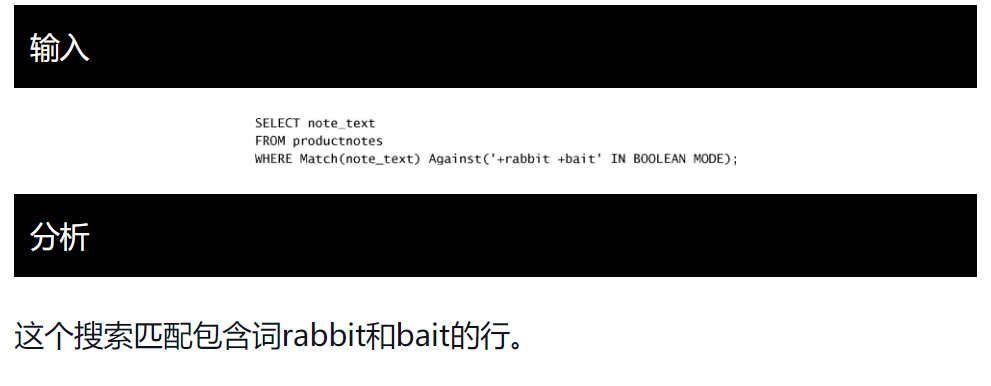 输入
SELECT note_text
FROM productnotes
WHERE Match(note_text) Against('+rabbit +bait' IN BOOLEAN MODE);
分析
这个搜索匹配包含词rabbit和bait的行。